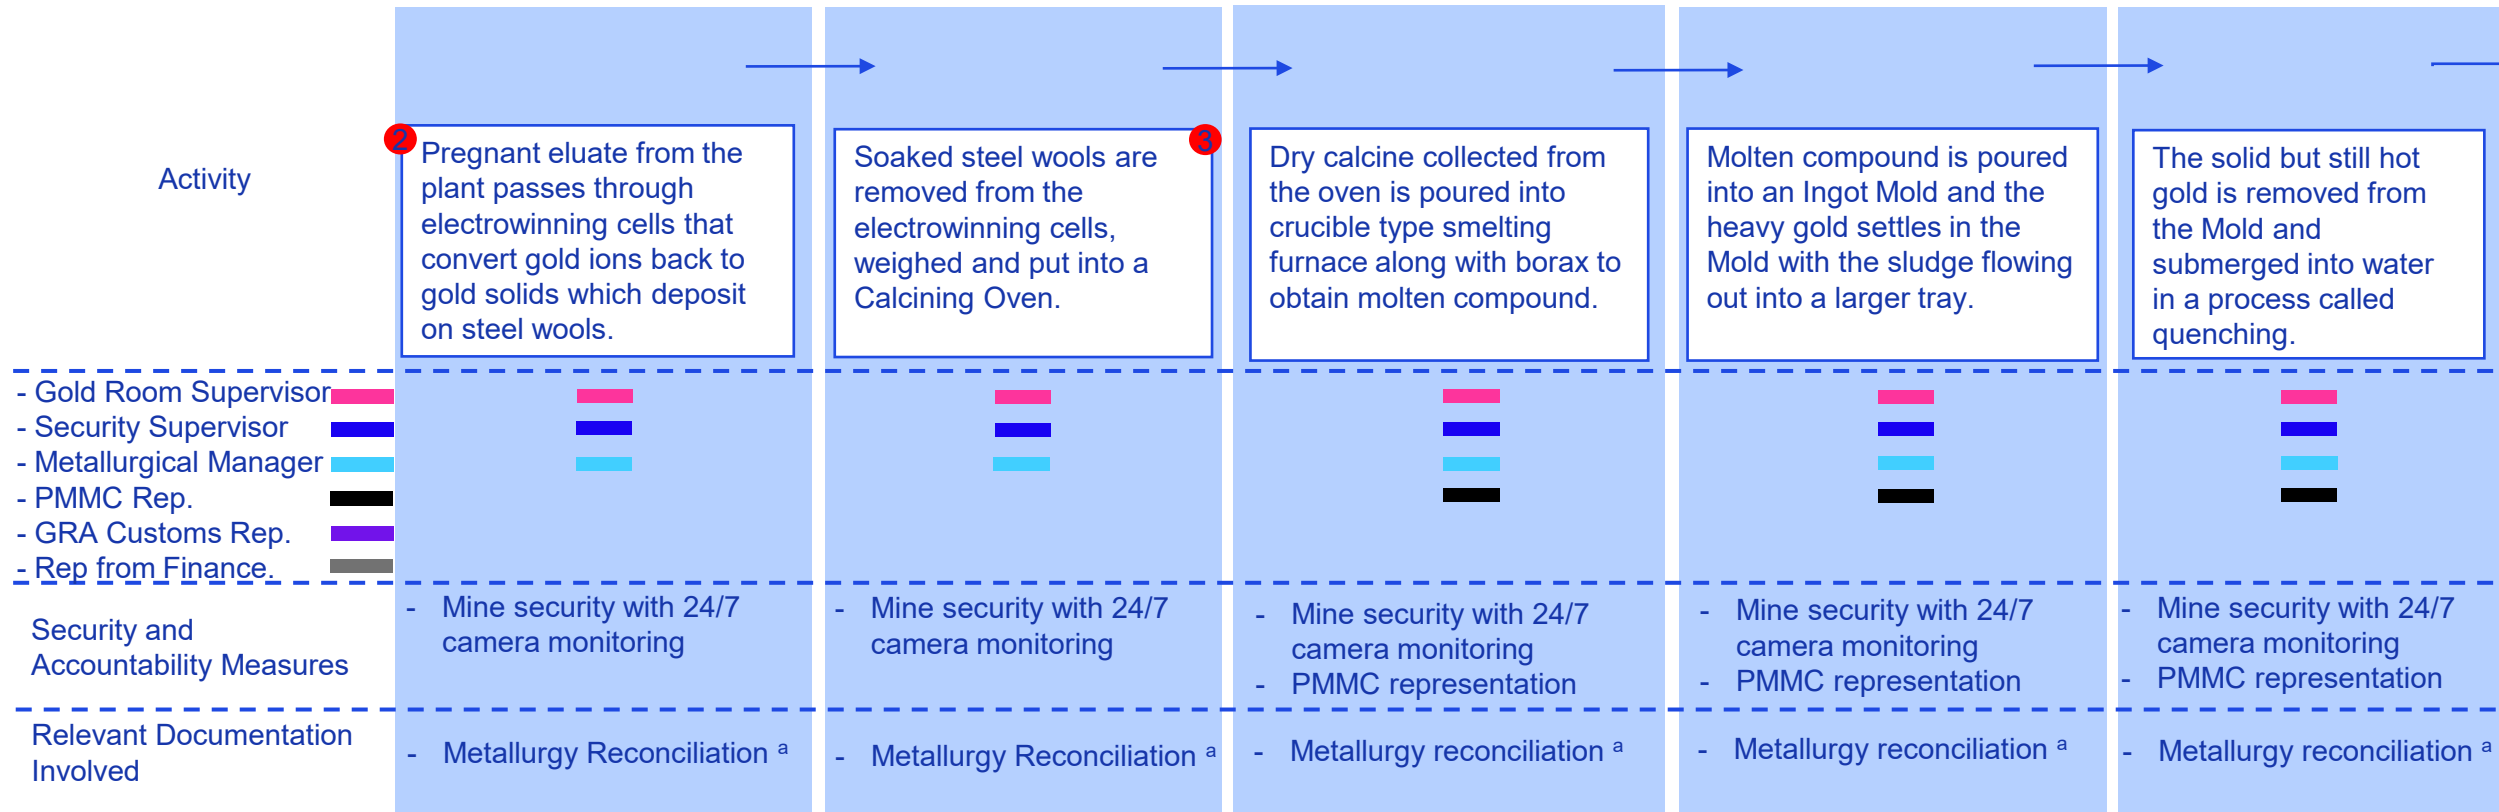 Activity
2
Pregnant eluate from the
plant passes through
electrowinning cells that
convert gold ions back to
gold solids which deposit
on steel wools.
3
Soaked steel wools are
removed from the
electrowinning cells,
weighed and put into a
Calcining Oven.
Dry calcine collected from
the oven is poured into
crucible type smelting
furnace along with borax to
obtain molten compound.
Molten compound is poured
into an Ingot Mold and the
heavy gold settles in the
Mold with the sludge flowing
out into a larger tray.
The solid but still hot
gold is removed from
the Mold and
submerged into water
in a process called
quenching.
- Gold Room Supervisor
- Security Supervisor
- Metallurgical Manager
- PMMC Rep.
- GRA Customs Rep.
- Rep from Finance.
Security and
Accountability Measures
- Mine security with 24/7
camera monitoring
- Mine security with 24/7
camera monitoring
- Mine security with 24/7
camera monitoring
- PMMC representation
- Mine security with 24/7
camera monitoring
- PMMC representation
- Mine security with 24/7
camera monitoring
- PMMC representation
Relevant Documentation
Involved
- Metallurgy Reconciliation ᵃ
- Metallurgy Reconciliation ᵃ
- Metallurgy reconciliation ᵃ
- Metallurgy reconciliation ᵃ
- Metallurgy reconciliation ᵃ